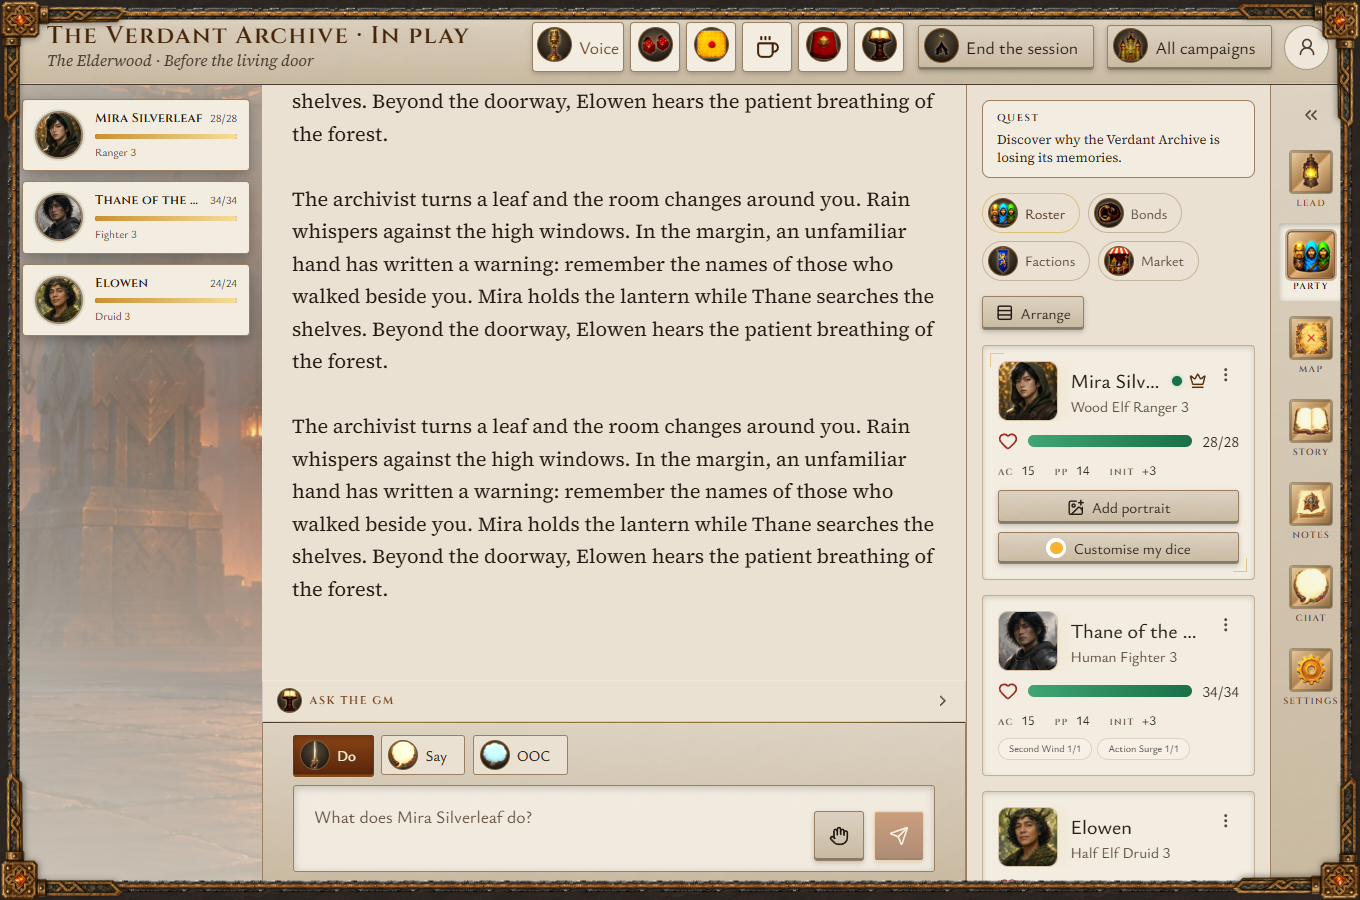 The Verdant Archive · In play
The Elderwood · Before the living door
Voice
End the session
All campaigns
Mira Silverleaf 28/28
Ranger 3
Thane of the ... 34/34
Fighter 3
Elowen 24/24
Druid 3
shelves. Beyond the doorway, Elowen hears the patient breathing of
the forest.
The archivist turns a leaf and the room changes around you. Rain
whispers against the high windows. In the margin, an unfamiliar
hand has written a warning: remember the names of those who
walked beside you. Mira holds the lantern while Thane searches the
shelves. Beyond the doorway, Elowen hears the patient breathing of
the forest.
The archivist turns a leaf and the room changes around you. Rain
whispers against the high windows. In the margin, an unfamiliar
hand has written a warning: remember the names of those who
walked beside you. Mira holds the lantern while Thane searches the
shelves. Beyond the doorway, Elowen hears the patient breathing of
the forest.
ASK THE GM
Do
Say
OOC
What does Mira Silverleaf do?
QUEST
Discover why the Verdant Archive is
losing its memories.
Roster
Bonds
Factions
Market
Arrange
Mira Silv...
Wood Elf Ranger 3
28/28
AC 15 PP 14 INIT +3
Add portrait
Customise my dice
Thane of the ...
Human Fighter 3
34/34
AC 15 PP 14 INIT +3
Second Wind 1/1
Action Surge 1/1
Elowen
Half Elf Druid 3
LEAD
PARTY
MAP
STORY
NOTES
CHAT
SETTINGS